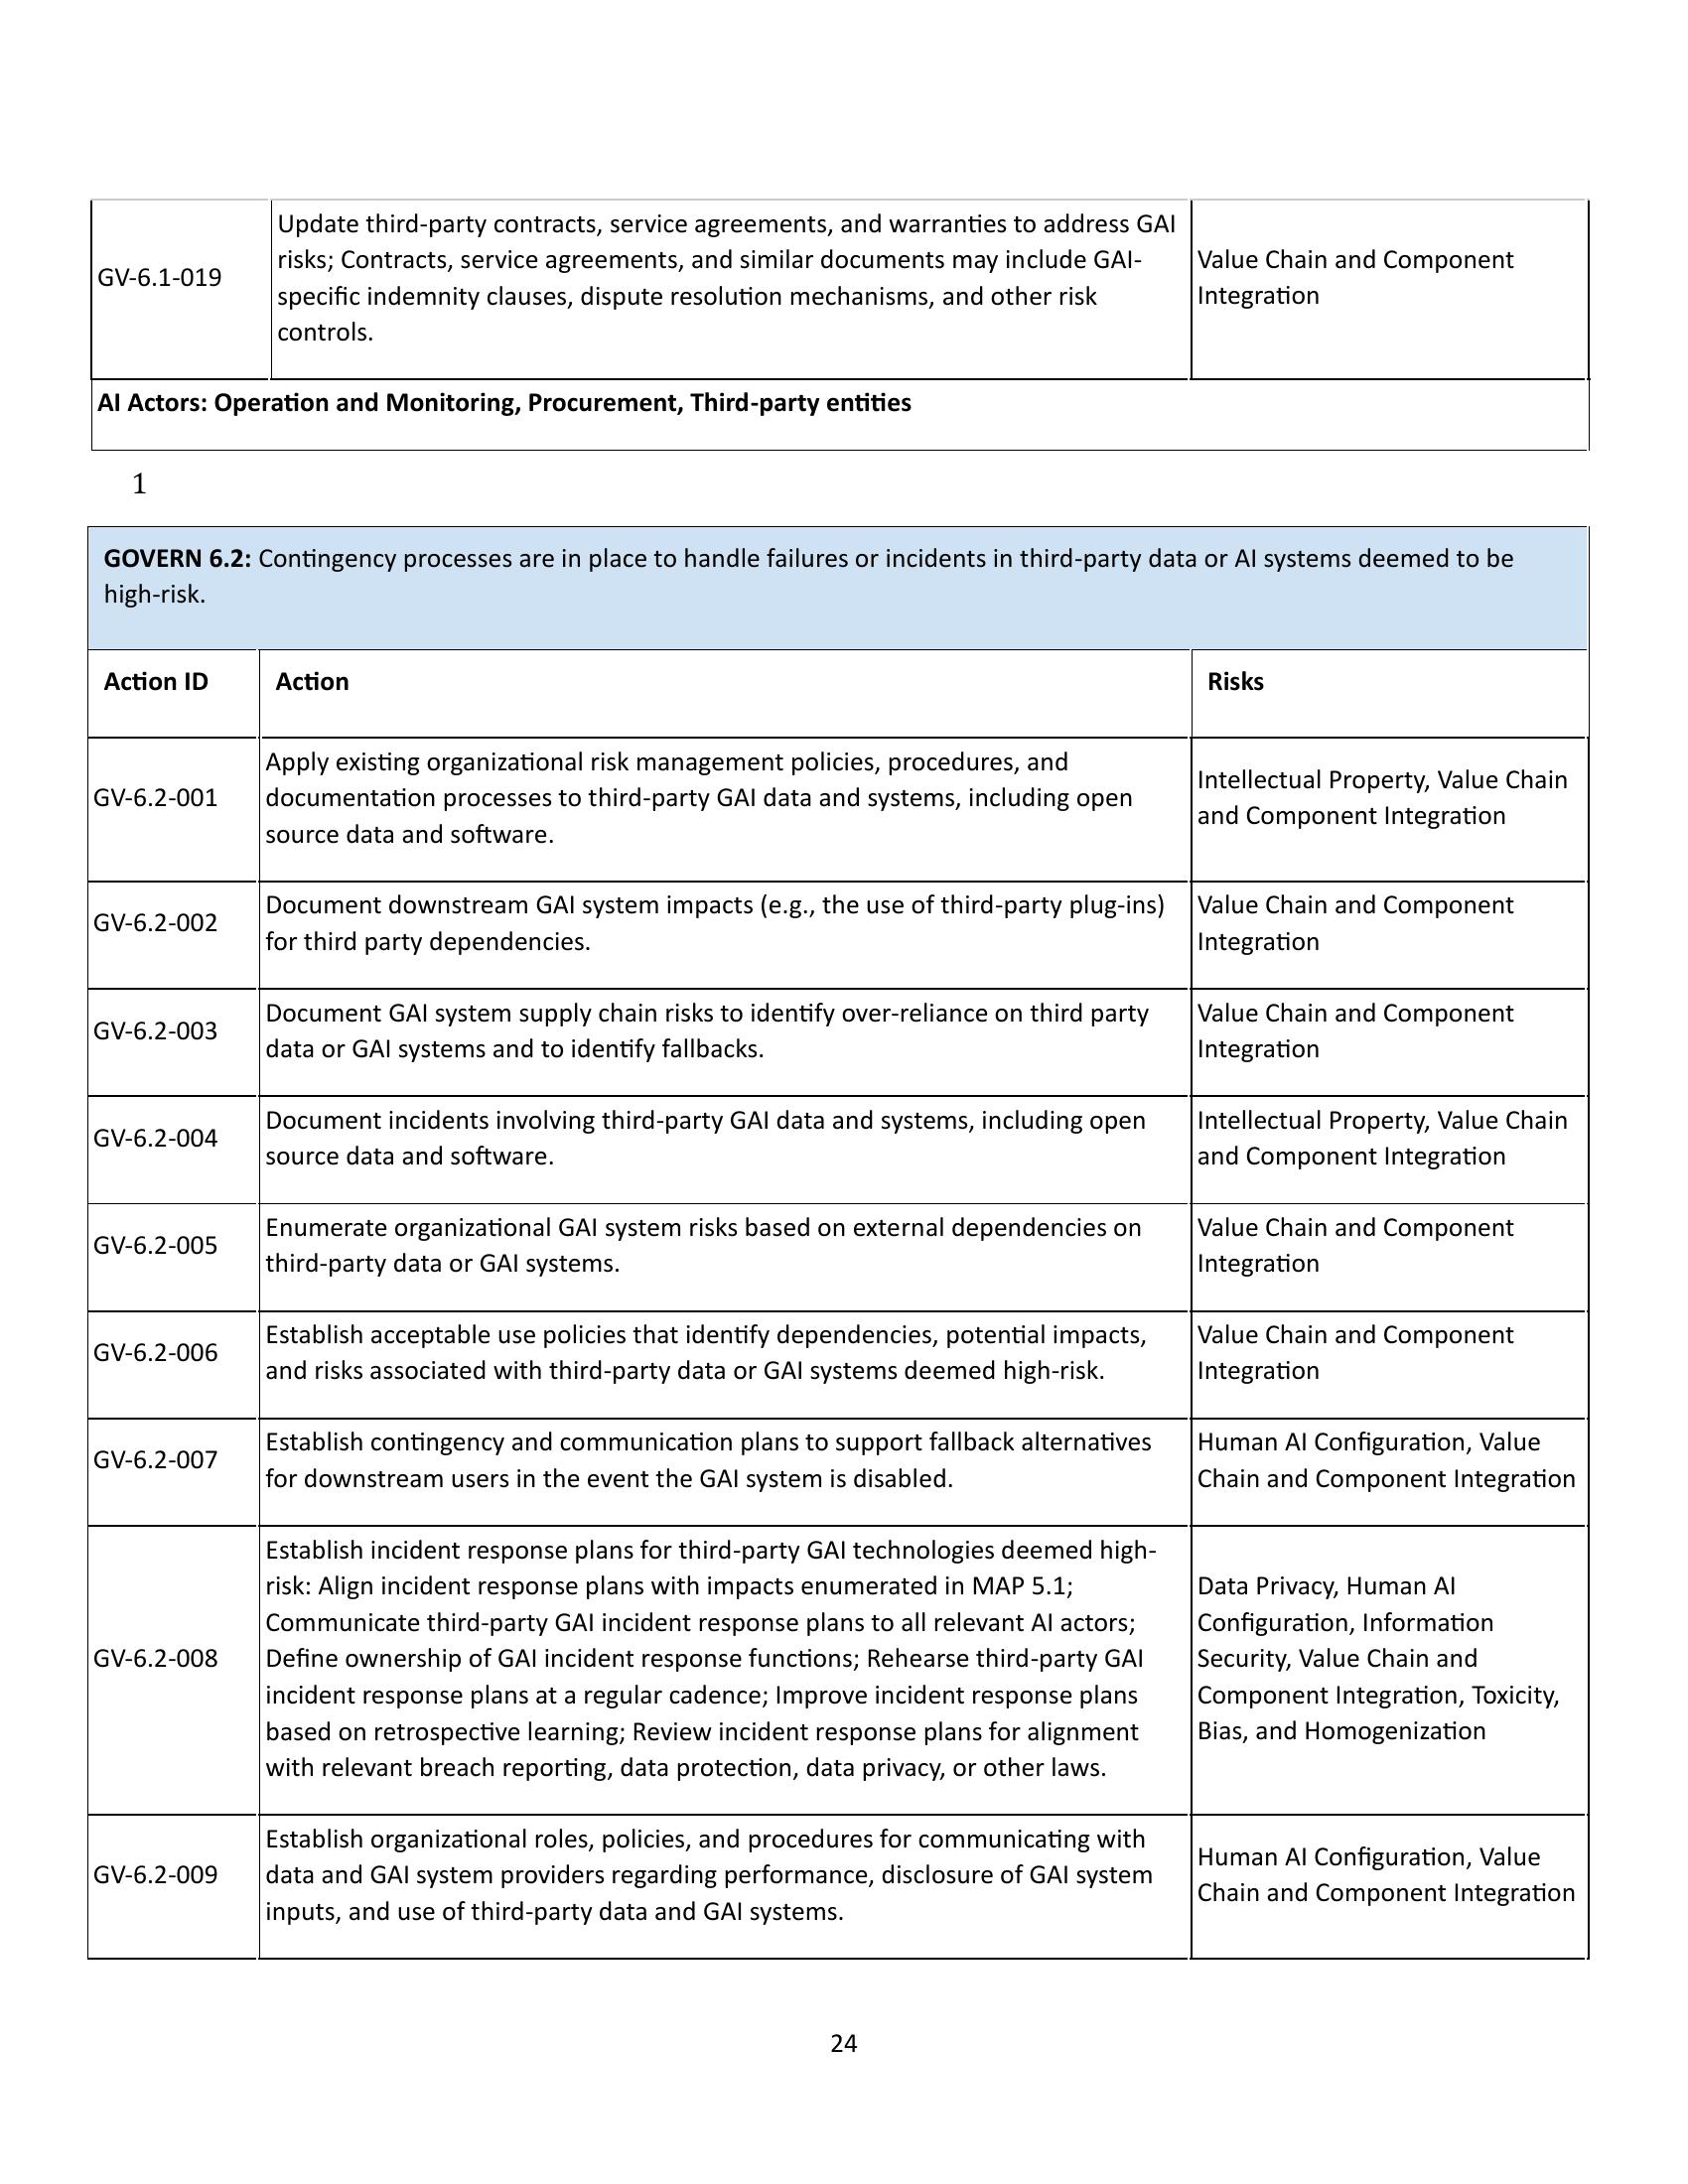 GV-6.1-019
Update third-party contracts, service agreements, and warranties to address GAI
risks; Contracts, service agreements, and similar documents may include GAI-
specific indemnity clauses, dispute resolution mechanisms, and other risk
controls.
Value Chain and Component
Integration
AI Actors: Operation and Monitoring, Procurement, Third-party entities
1
GOVERN 6.2: Contingency processes are in place to handle failures or incidents in third-party data or AI systems deemed to be
high-risk.
Action ID
Action
Risks
GV-6.2-001
Apply existing organizational risk management policies, procedures, and
documentation processes to third-party GAI data and systems, including open
source data and software.
Intellectual Property, Value Chain
and Component Integration
GV-6.2-002
Document downstream GAI system impacts (e.g., the use of third-party plug-ins)
for third party dependencies.
Value Chain and Component
Integration
GV-6.2-003
Document GAI system supply chain risks to identify over-reliance on third party
data or GAI systems and to identify fallbacks.
Value Chain and Component
Integration
GV-6.2-004
Document incidents involving third-party GAI data and systems, including open
source data and software.
Intellectual Property, Value Chain
and Component Integration
GV-6.2-005
Enumerate organizational GAI system risks based on external dependencies on
third-party data or GAI systems.
Value Chain and Component
Integration
GV-6.2-006
Establish acceptable use policies that identify dependencies, potential impacts,
and risks associated with third-party data or GAI systems deemed high-risk.
Value Chain and Component
Integration
GV-6.2-007
Establish contingency and communication plans to support fallback alternatives
for downstream users in the event the GAI system is disabled.
Human AI Configuration, Value
Chain and Component Integration
GV-6.2-008
Establish incident response plans for third-party GAI technologies deemed high-
risk: Align incident response plans with impacts enumerated in MAP 5.1;
Communicate third-party GAI incident response plans to all relevant AI actors;
Define ownership of GAI incident response functions; Rehearse third-party GAI
incident response plans at a regular cadence; Improve incident response plans
based on retrospective learning; Review incident response plans for alignment
with relevant breach reporting, data protection, data privacy, or other laws.
Data Privacy, Human AI
Configuration, Information
Security, Value Chain and
Component Integration, Toxicity,
Bias, and Homogenization
GV-6.2-009
Establish organizational roles, policies, and procedures for communicating with
data and GAI system providers regarding performance, disclosure of GAI system
inputs, and use of third-party data and GAI systems.
Human AI Configuration, Value
Chain and Component Integration
24